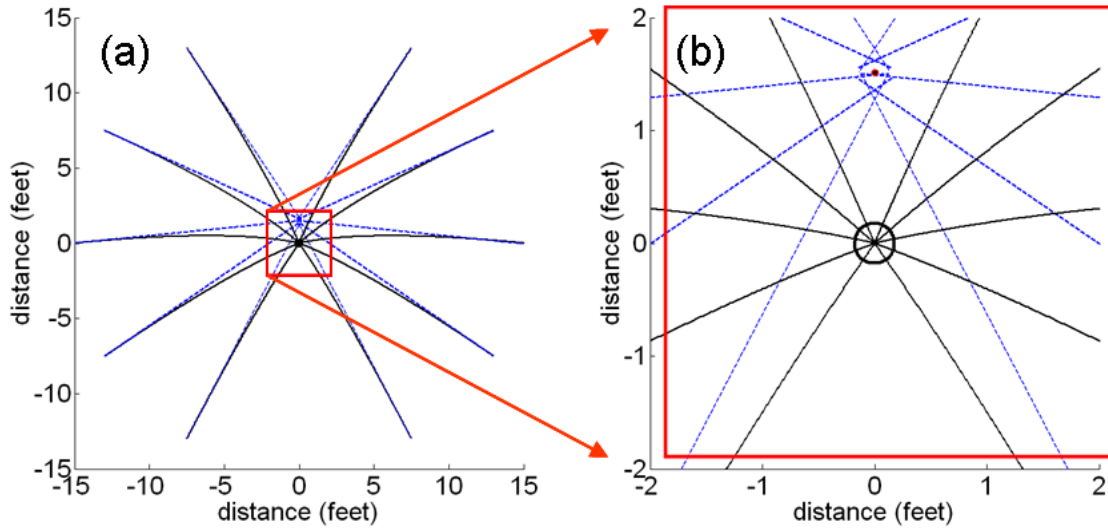 (a)
15
10
5
0
-5
-10
-15
distance (feet)
-15 -10 -5 0 5 10 15
distance (feet)
(b)
2
1
0
-1
-2
distance (feet)
-2 -1 0 1 2
distance (feet)